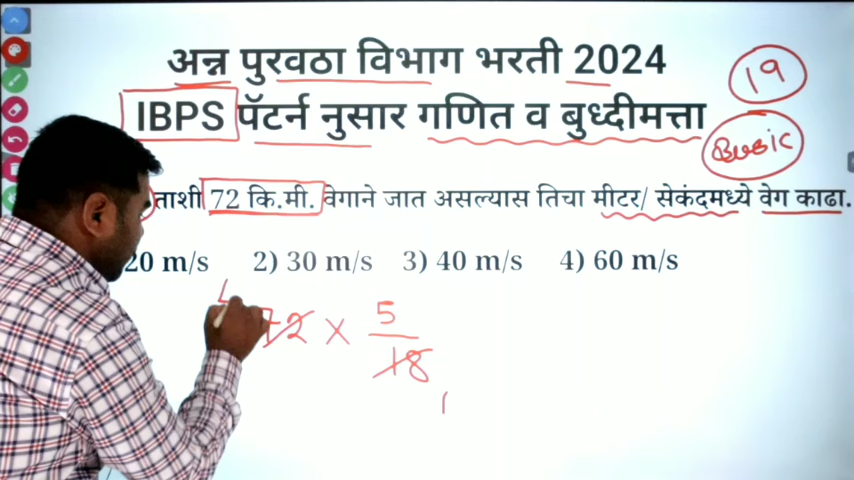 अन्न पुरवठा विभाग भरती 2024
19
IBPS पॅटर्न नुसार गणित व बुध्दीमत्ता
Basic
ताशी 72 कि.मी. वेगाने जात असल्यास तिचा मीटर/ सेकंदमध्ये वेग काढा.
20 m/s 2) 30 m/s 3) 40 m/s 4) 60 m/s
72 × 5
18